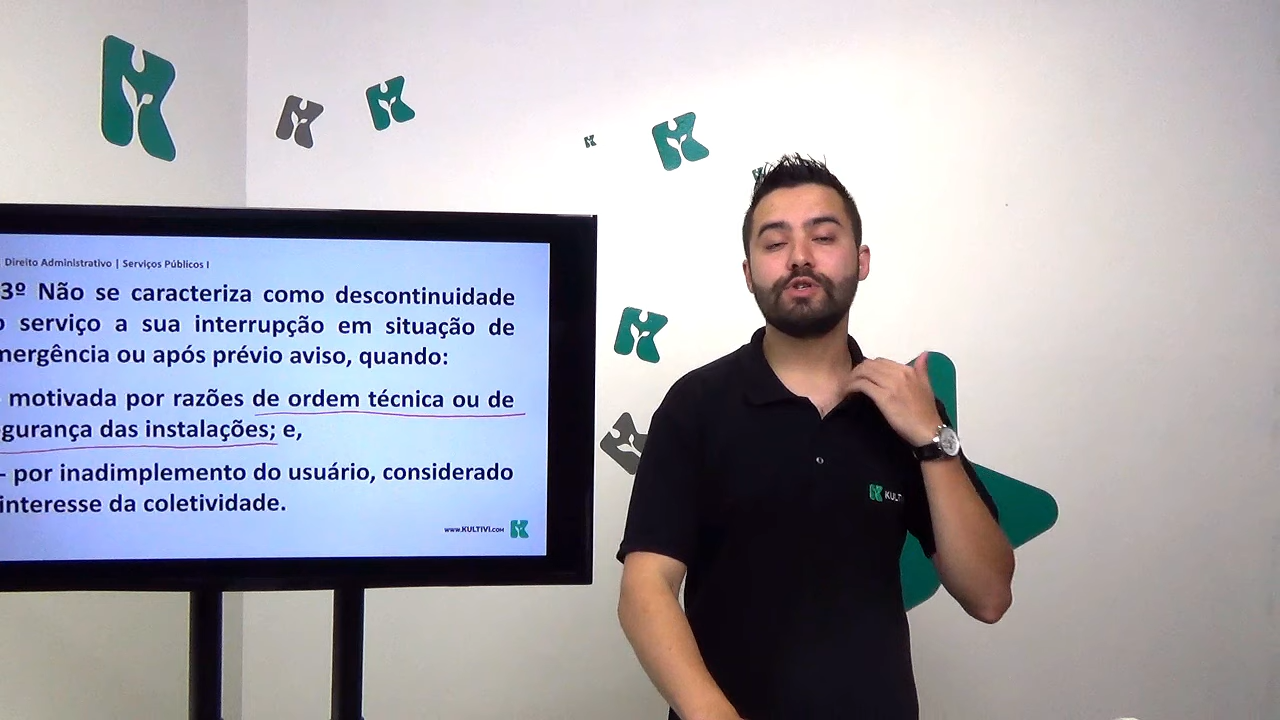 Direito Administrativo | Serviços Públicos I
3º Não se caracteriza como descontinuidade
serviço a sua interrupção em situação de
mergência ou após prévio aviso, quando:
motivada por razões de ordem técnica ou de
gurança das instalações; e,
- por inadimplemento do usuário, considerado
interesse da coletividade.
www.KULTIVI.com
KULTIVI